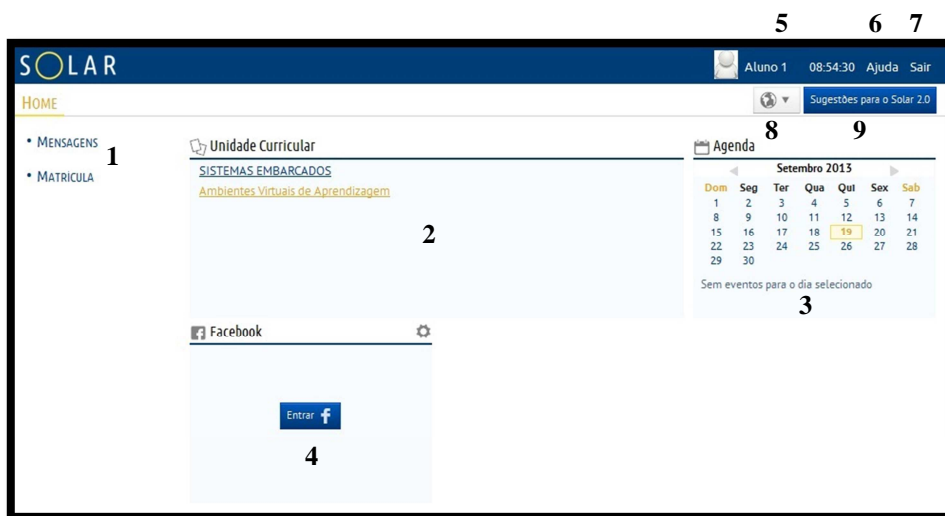 5 6 7
SOLAR Aluno 1 08:54:30 Ajuda Sair
HOME Sugestões para o Solar 2.0
8 9
• MENSAGENS
1
• MATRÍCULA
Unidade Curricular
SISTEMAS EMBARCADOS
Ambientes Virtuais de Aprendizagem
2
Agenda
Setembro 2013
Dom Seg Ter Qua Qui Sex Sab
1 2 3 4 5 6 7
8 9 10 11 12 13 14
15 16 17 18 19 20 21
22 23 24 25 26 27 28
29 30
Sem eventos para o dia selecionado
3
Facebook
Entrar f
4